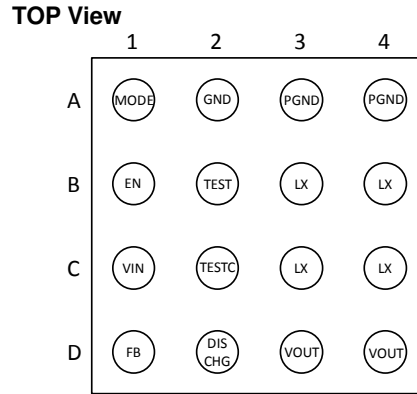 TOP View
1 2 3 4
A MODE GND PGND PGND
B EN TEST LX LX
C VIN TESTC LX LX
D FB DIS CHG VOUT VOUT